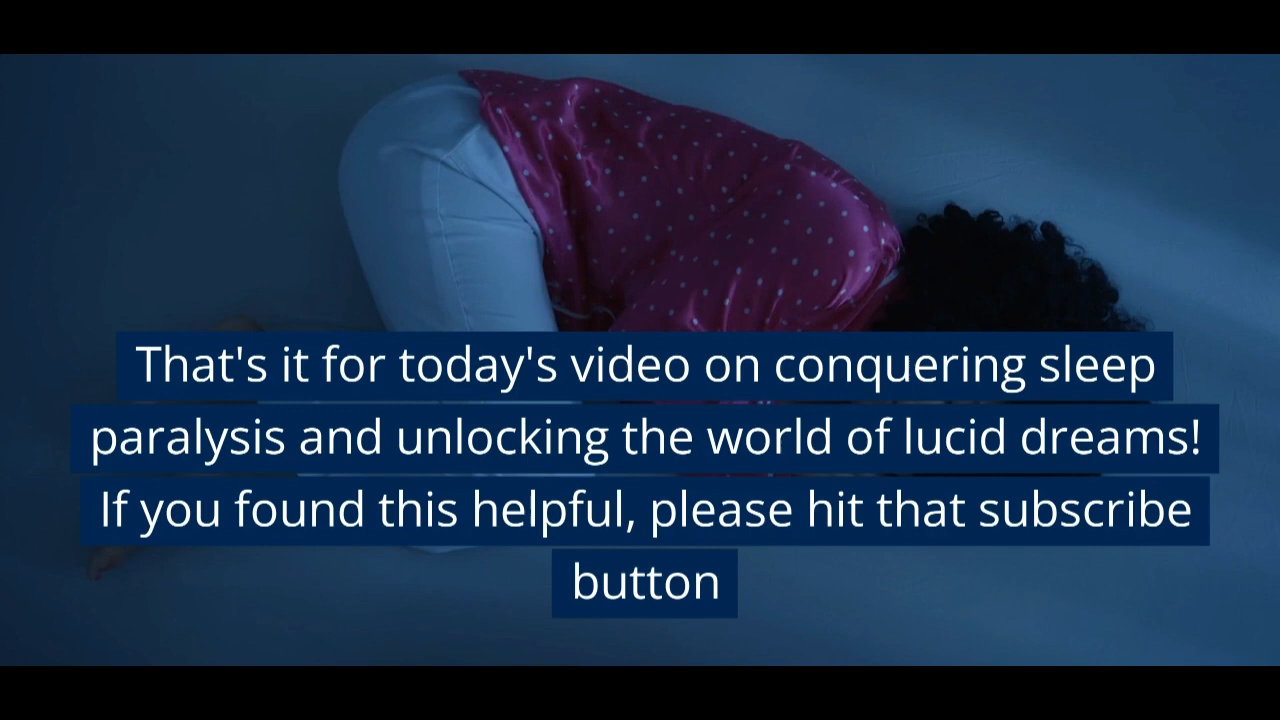 That's it for today's video on conquering sleep
paralysis and unlocking the world of lucid dreams!
If you found this helpful, please hit that subscribe
button